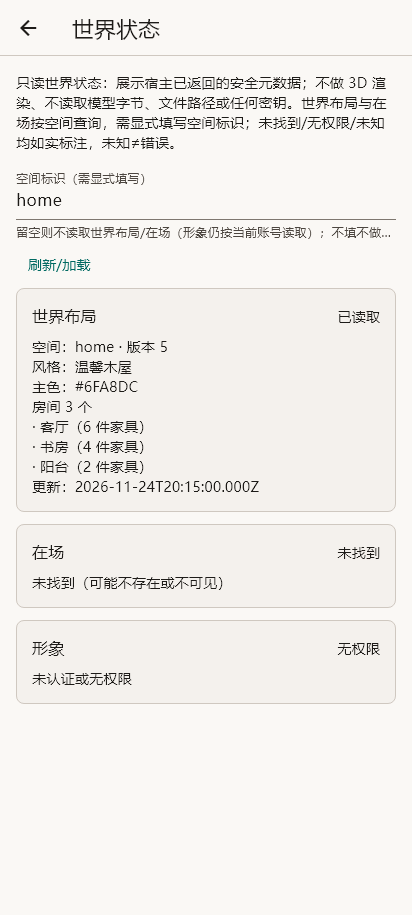 世界状态
只读世界状态：展示宿主已返回的安全元数据；不做 3D 渲
染、不读取模型字节、文件路径或任何密钥。世界布局与在
场按空间查询，需显式填写空间标识；未找到/无权限/未知
均如实标注，未知≠错误。
空间标识（需显式填写）
home
留空则不读取世界布局/在场（形象仍按当前账号读取）；不填不做...
刷新/加载
世界布局 已读取
空间：home · 版本 5
风格：温馨木屋
主色：#6FA8DC
房间 3 个
· 客厅（6 件家具）
· 书房（4 件家具）
· 阳台（2 件家具）
更新：2026-11-24T20:15:00.000Z
在场 未找到
未找到（可能不存在或不可见）
形象 无权限
未认证或无权限